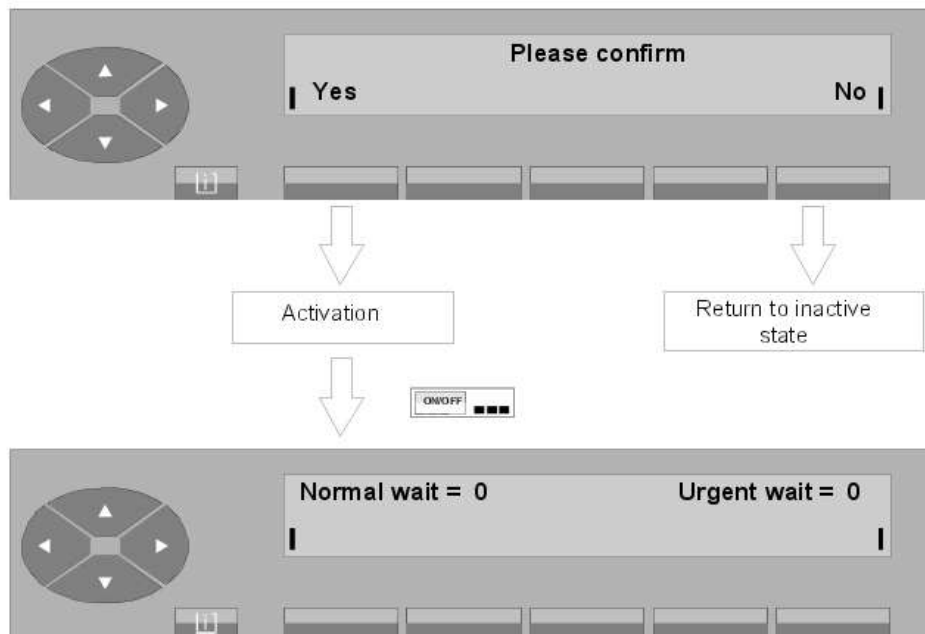 Please confirm
Yes No
i
Activation
Return to inactive
state
ON/OFF
Normal wait = 0 Urgent wait = 0
i